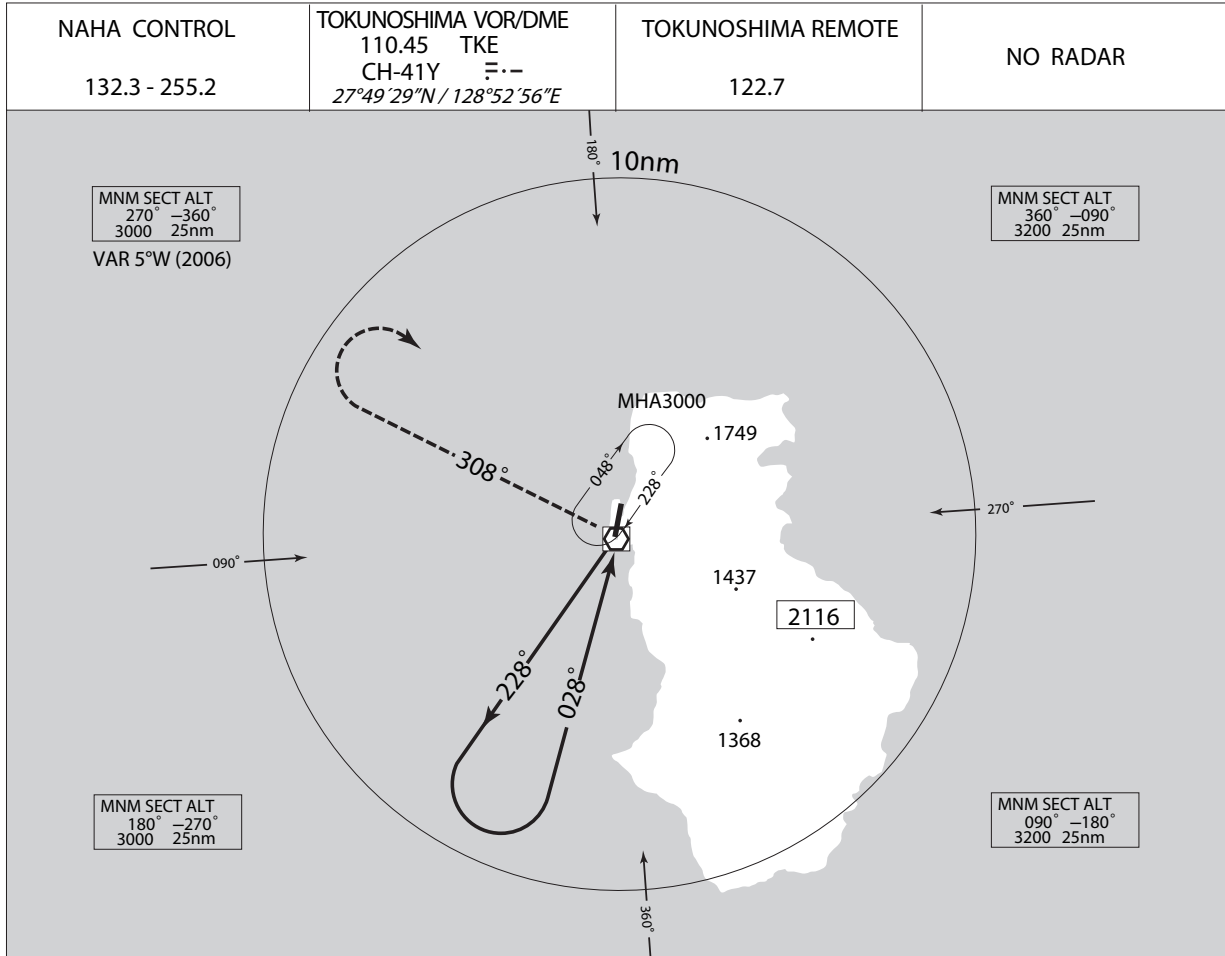 NAHA CONTROL
132.3 - 255.2
TOKUNOSHIMA VOR/DME
110.45 TKE
CH-41Y
27°49´29”N / 128°52´56”E
TOKUNOSHIMA REMOTE
122.7
NO RADAR
180°
10nm
MNM SECT ALT
270° –360°
3000 25nm
VAR 5°W (2006)
MNM SECT ALT
360° –090°
3200 25nm
MHA3000
1749
308°
048°
228°
270°
090°
1437
2116
228°
028°
1368
MNM SECT ALT
180° –270°
3000 25nm
MNM SECT ALT
090° –180°
3200 25nm
360°